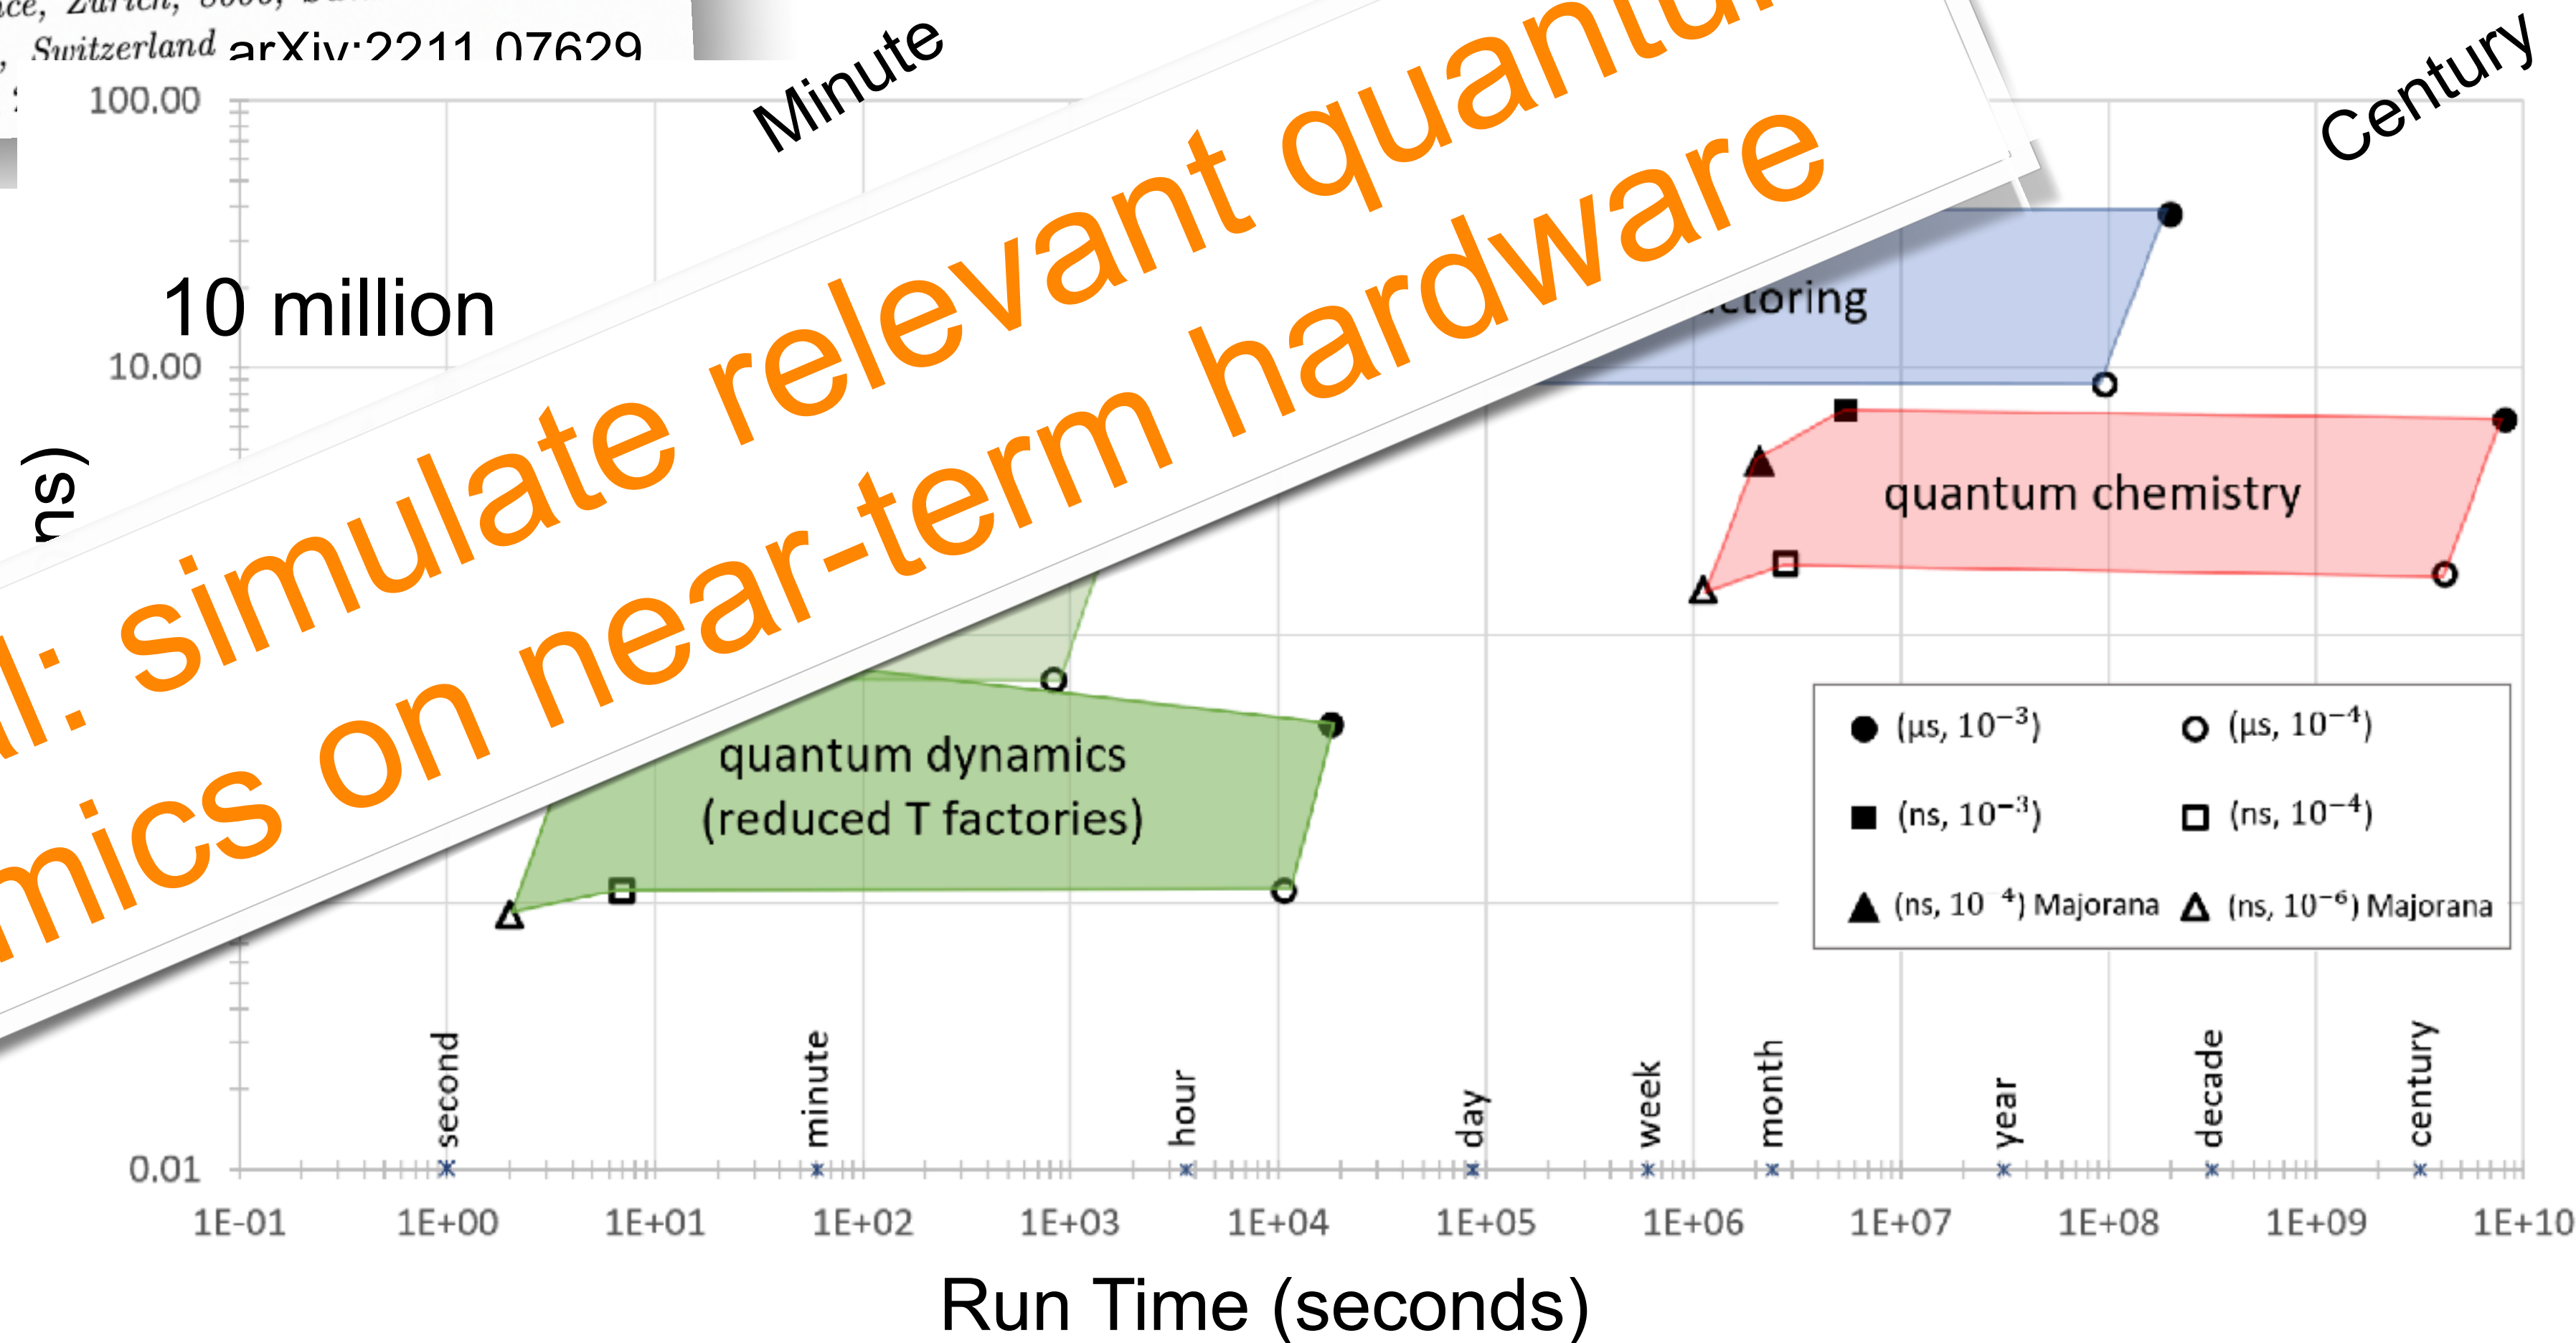 Switzerland arXiv:2211.07629
Minute
Century
100.00
10 million
10.00
simulate relevant
on near-term hardware
quantum chemistry
quantum dynamics
(reduced T factories)
(μs, 10⁻³) (μs, 10⁻⁴)
(ns, 10⁻³) (ns, 10⁻⁴)
(ns, 10 ⁴) Majorana (ns, 10⁻⁶) Majorana
second minute hour day week month year decade century
0.01
1E-01 1E+00 1E+01 1E+02 1E+03 1E+04 1E+05 1E+06 1E+07 1E+08 1E+09 1E+10
Run Time (seconds)